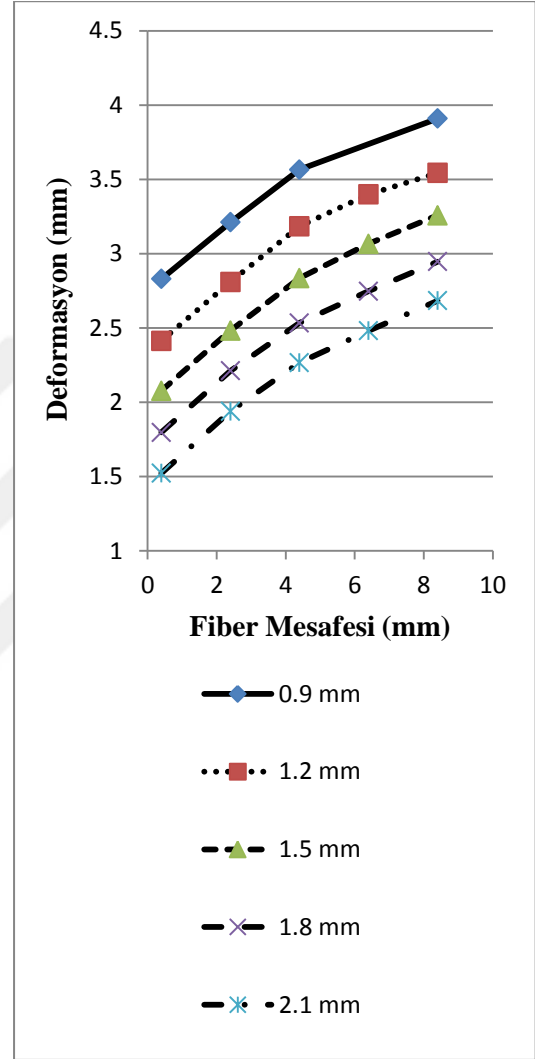 4.5
4
3.5
3
2.5
2
1.5
1
Deformasyon (mm)
0 2 4 6 8 10
Fiber Mesafesi (mm)
0.9 mm
1.2 mm
1.5 mm
1.8 mm
2.1 mm